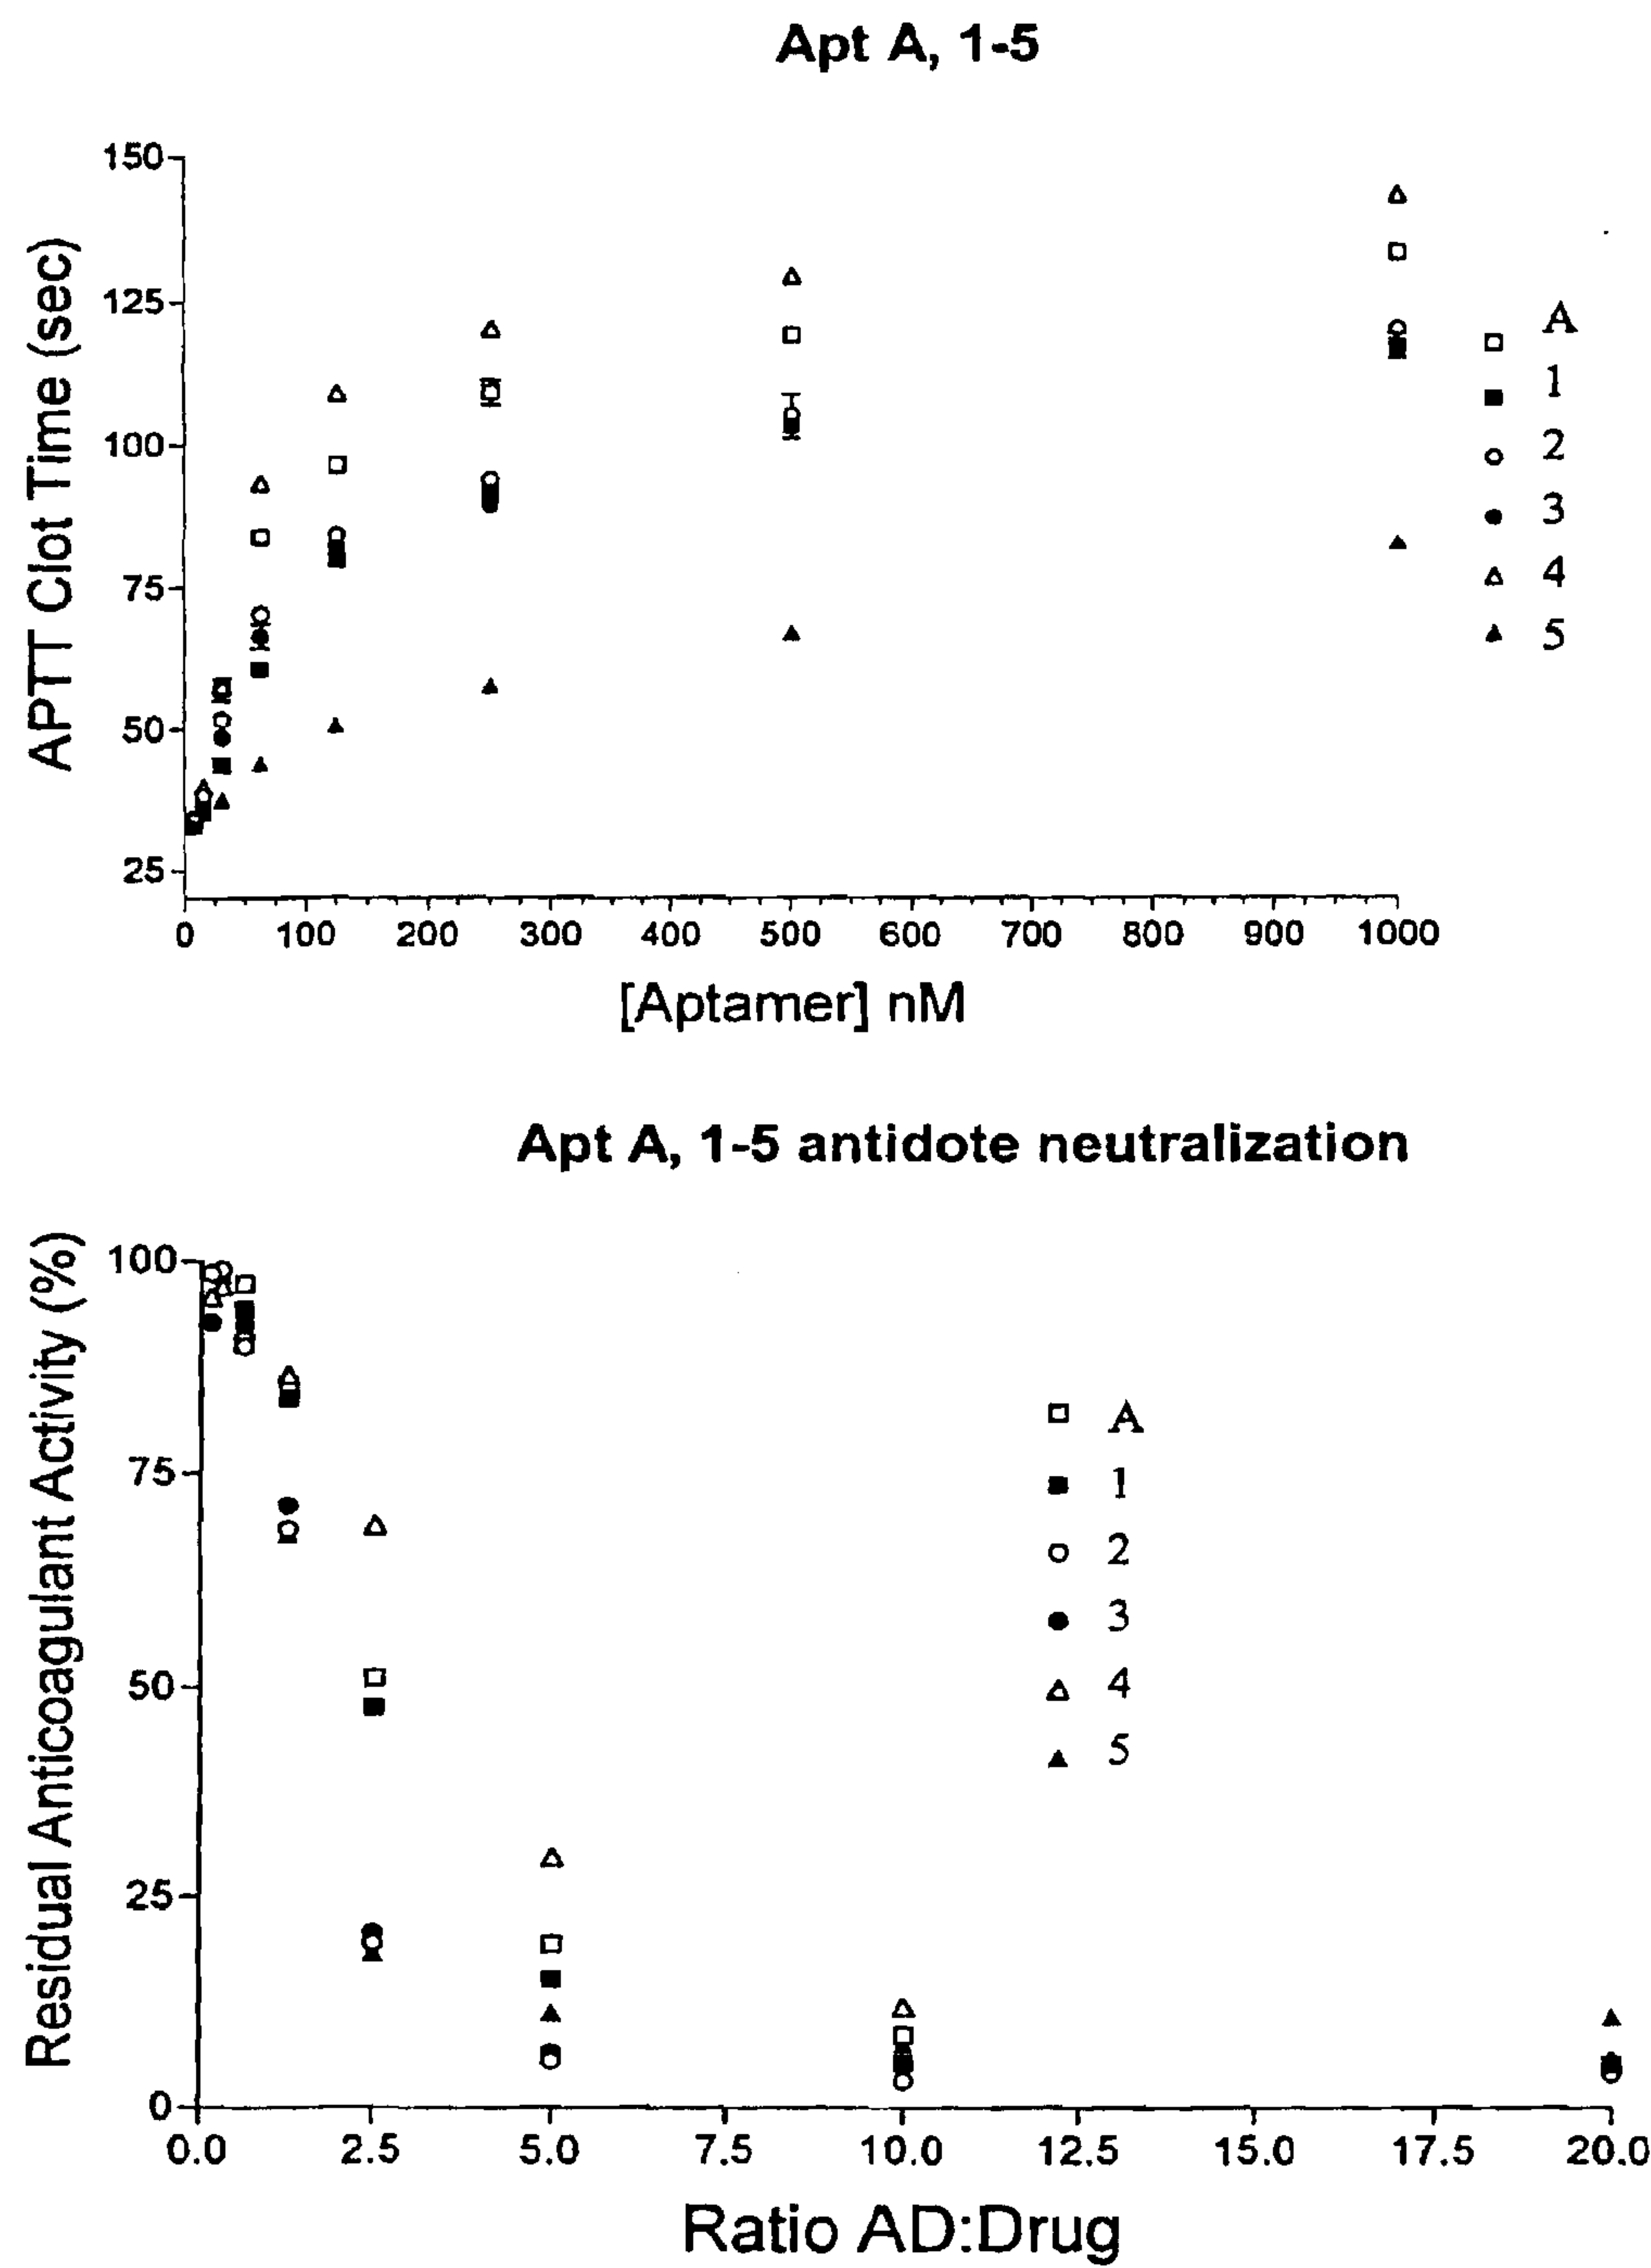 Apt A, 1-5
APTT Clot Time (sec)
150
125
100
75
50
25
0 100 200 300 400 500 600 700 800 900 1000
[Aptamer] nM
A
1
2
3
4
5
Apt A, 1-5 antidote neutralization
Residual Anticoagulant Activity (%)
100
75
50
25
0
0.0 2.5 5.0 7.5 10.0 12.5 15.0 17.5 20.0
Ratio AD:Drug
A
1
2
3
4
5